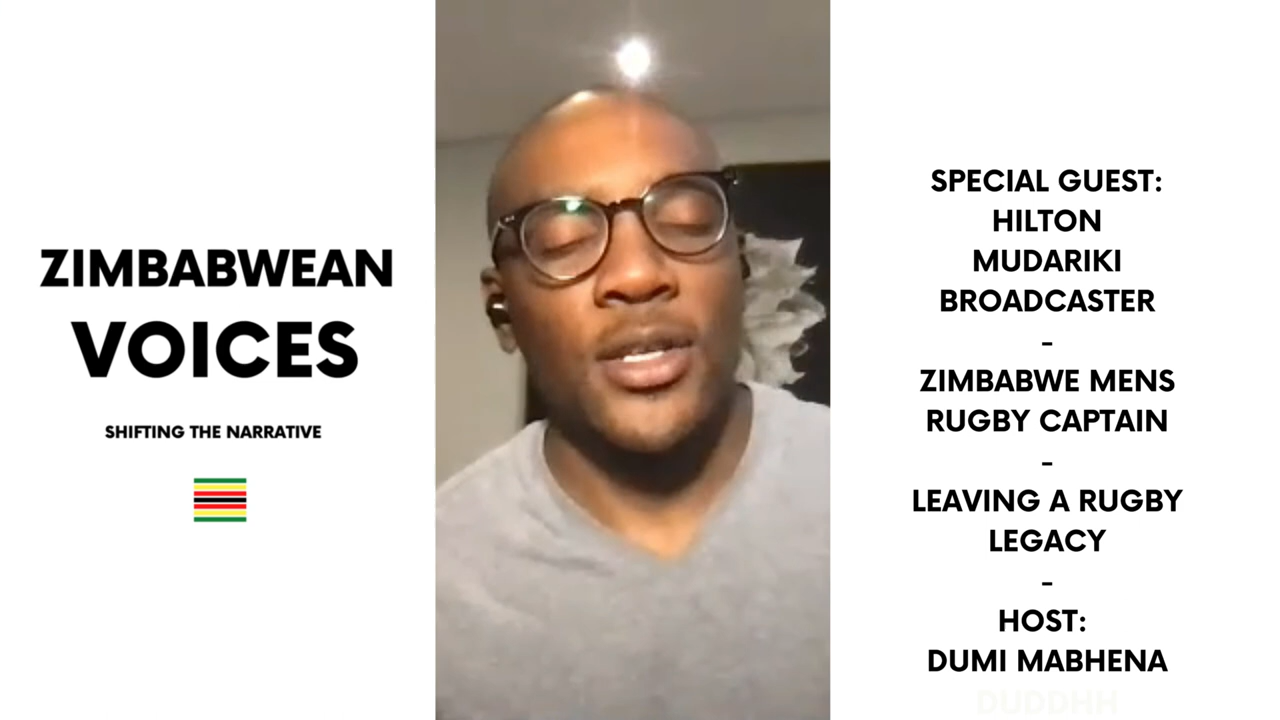 ZIMBABWEAN
VOICES
SHIFTING THE NARRATIVE
SPECIAL GUEST:
HILTON
MUDARIKI
BROADCASTER
-
ZIMBABWE MENS
RUGBY CAPTAIN
-
LEAVING A RUGBY
LEGACY
-
HOST:
DUMI MABHENA
DUDDHH